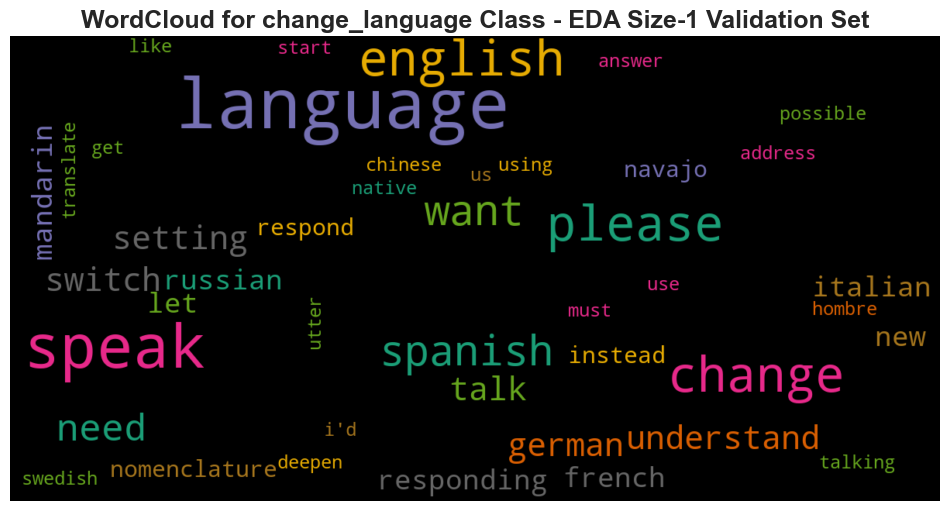 WordCloud for change_language Class - EDA Size-1 Validation Set
like
start
english
answer
language
possible
mandarin
translate
get
chinese
us
using
navajo
address
native
want
please
setting
respond
switch
russian
let
use
italian
hombre
must
utter
new
speak
spanish
instead
change
talk
need
i'd
german
understand
swedish
nomenclature
deepen
responding
french
talking